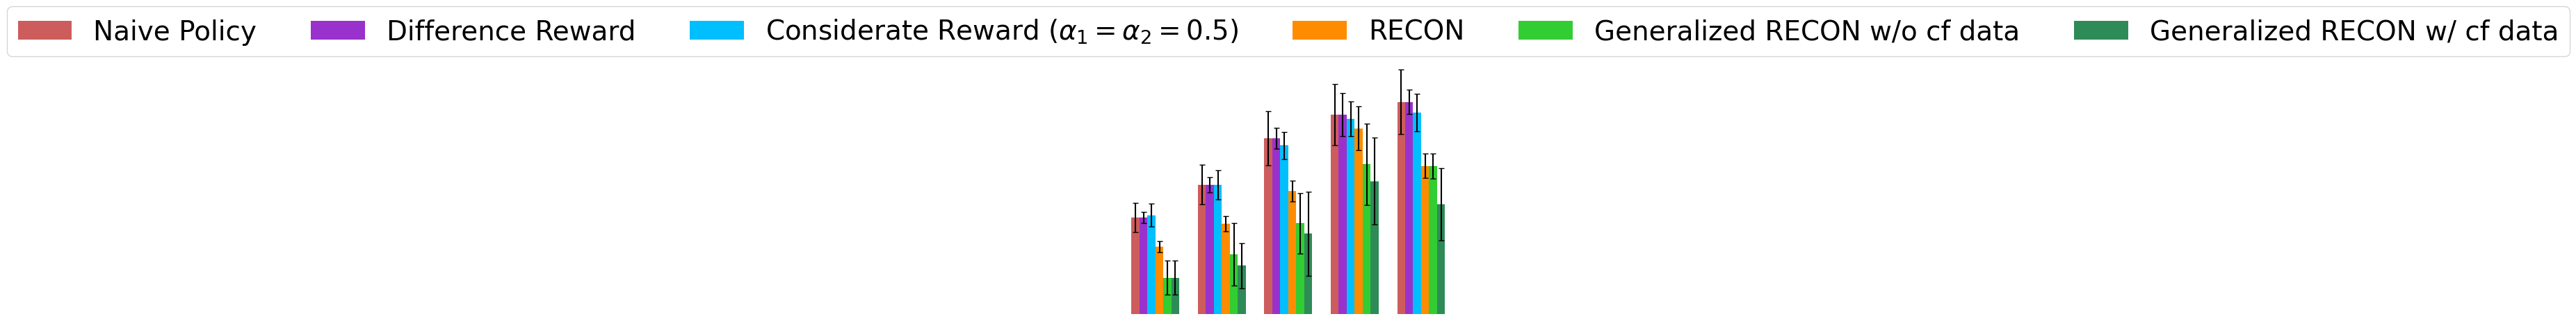 Naive Policy Difference Reward Considerate Reward (α₁ = α₂ = 0.5) RECON Generalized RECON w/o cf data Generalized RECON w/ cf data